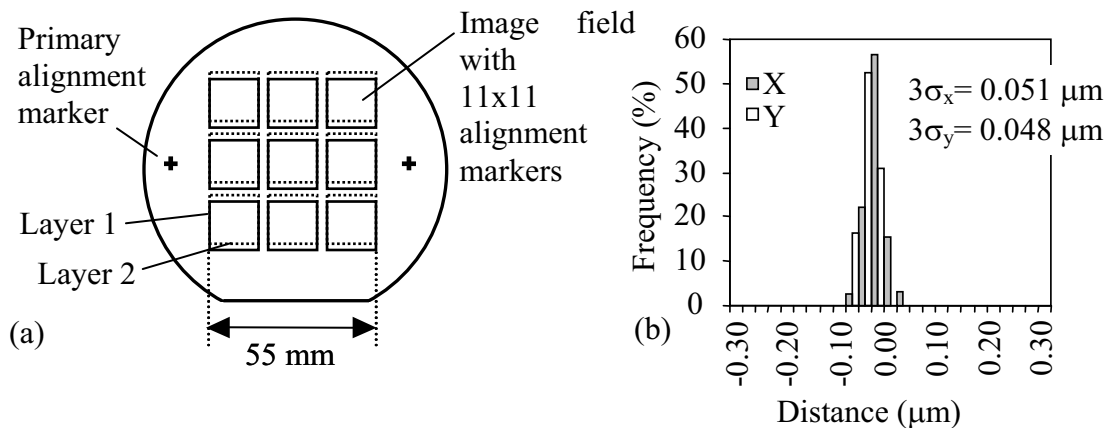 Primary
alignment
marker
Image field
with
11x11
alignment
markers
Layer 1
Layer 2
(a)
55 mm
60
50
40
30
20
10
0
Frequency (%)
X
Y
3σx= 0.051 μm
3σy= 0.048 μm
(b)
-0.30
-0.20
-0.10
0.00
0.10
0.20
0.30
Distance (μm)